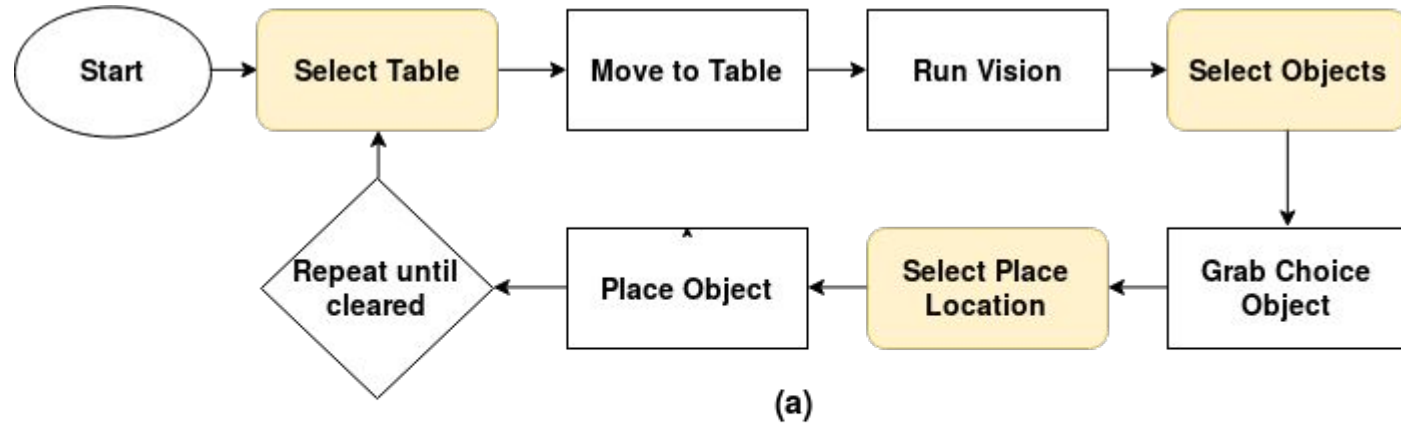 Start
Select Table
Move to Table
Run Vision
Select Objects
Repeat until
cleared
Place Object
Select Place
Location
Grab Choice
Object
(a)